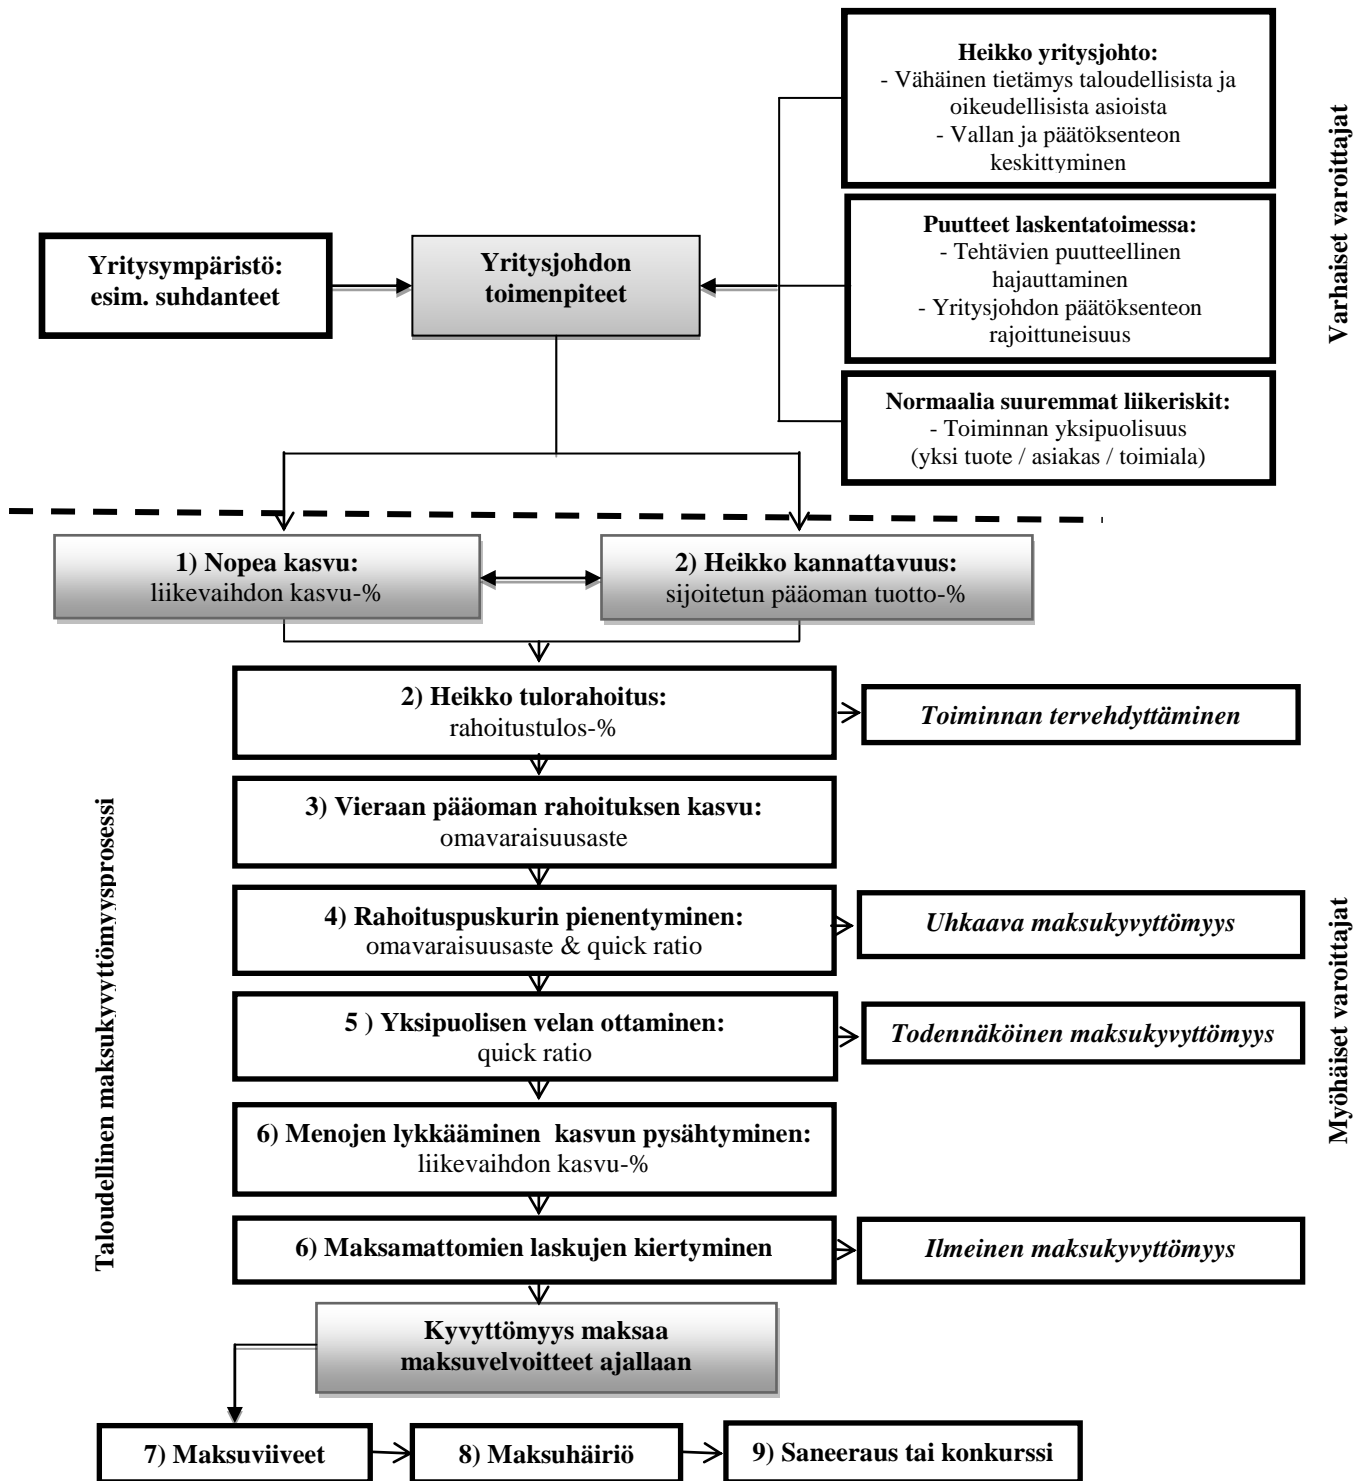 Heikko yritysjohto:
- Vähäinen tietämys taloudellisista ja
oikeudellisista asioista
- Vallan ja päätöksenteon
keskittyminen
Varhaiset varoittajat
Puutteet laskentatoimessa:
- Tehtävien puutteellinen
hajauttaminen
- Yritysjohdon päätöksenteon
rajoittuneisuus
Yritysympäristö:
esim. suhdanteet
Yritysjohdon
toimenpiteet
Normaalia suuremmat liikeriskit:
- Toiminnan yksipuolisuus
(yksi tuote / asiakas / toimiala)
1) Nopea kasvu:
liikevaihdon kasvu-%
2) Heikko kannattavuus:
sijoitetun pääoman tuotto-%
2) Heikko tulorahoitus:
rahoitustulos-%
Toiminnan tervehdyttäminen
3) Vieraan pääoman rahoituksen kasvu:
omavaraisuusaste
Taloudellinen maksukyvyttömyysprosessi
4) Rahoituspuskurin pienentyminen:
omavaraisuusaste & quick ratio
Uhkaava maksukyvyttömyys
Myöhäiset varoittajat
5 ) Yksipuolisen velan ottaminen:
quick ratio
Todennäköinen maksukyvyttömyys
6) Menojen lykkääminen  kasvun pysähtyminen:
liikevaihdon kasvu-%
6) Maksamattomien laskujen kiertyminen
Ilmeinen maksukyvyttömyys
Kyvyttömyys maksaa
maksuvelvoitteet ajallaan
7) Maksuviiveet
8) Maksuhäiriö
9) Saneeraus tai konkurssi